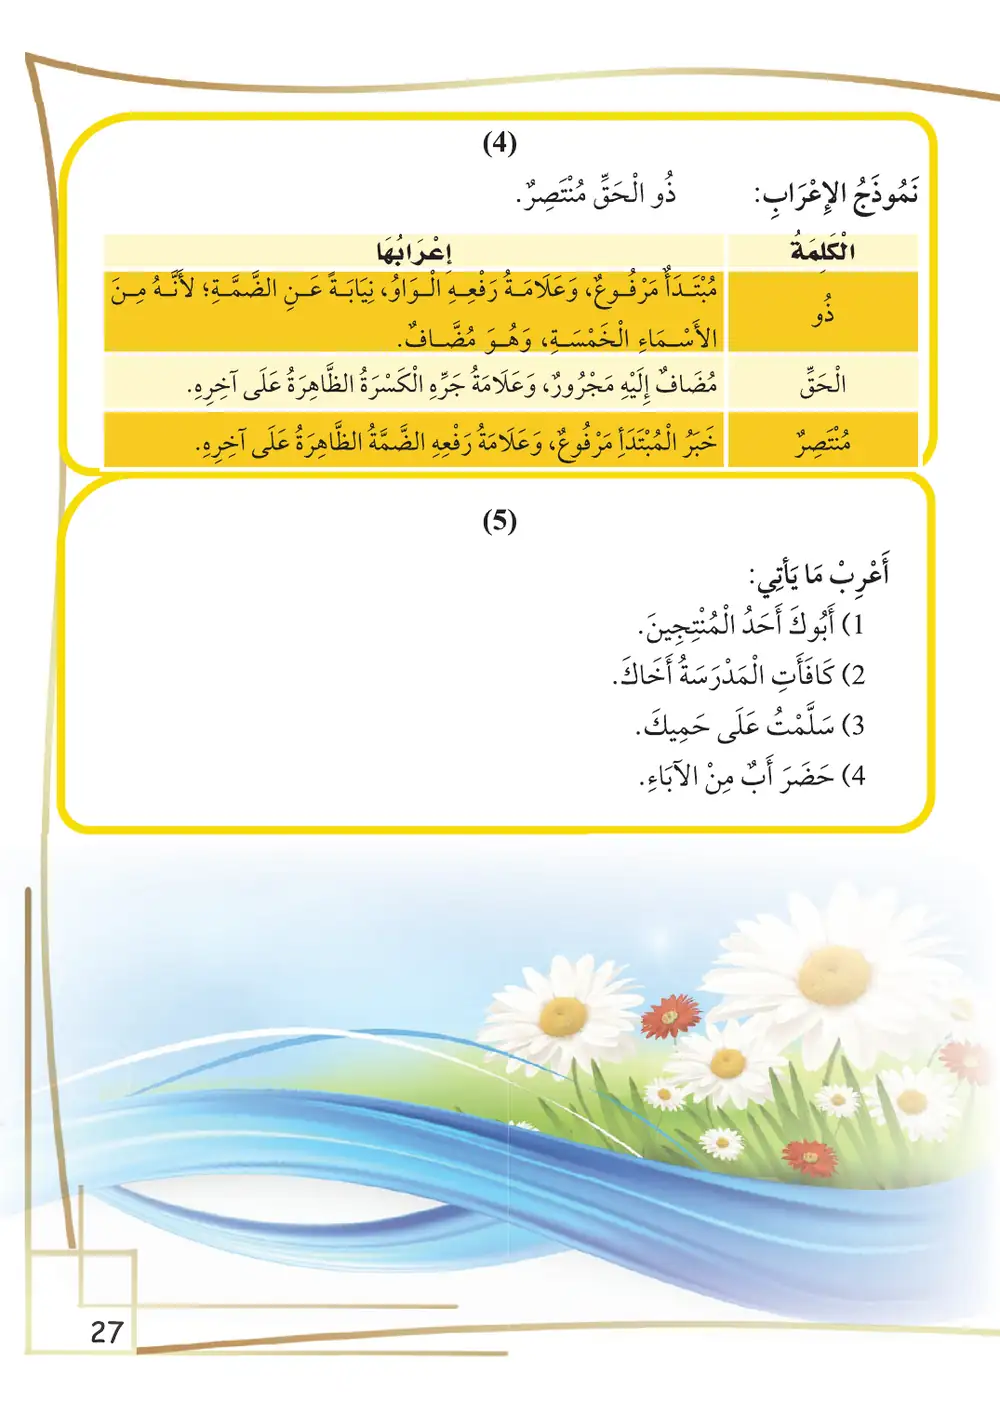 (4)
نَمُوذَجُ الإِعْرَابِ: ذُو الْحَقِّ مُنْتَصِرٌ.
الْكَلِمَةُ إِعْرَابُهَا
ذُو مُبْتَدَأٌ مَرْفُوعٌ، وَعَلَامَةُ رَفْعِهِ الْوَاوُ، نِيَابَةً عَنِ الضَّمَّةِ؛ لأَنَّهُ مِنَ
الأَسْمَاءِ الْخَمْسَةِ، وَهُوَ مُضَّافٌ.
الْحَقِّ مُضَافٌ إِلَيْهِ مَجْرُورٌ، وَعَلَامَةُ جَرِّهِ الْكَسْرَةُ الظَّاهِرَةُ عَلَى آخِرِهِ.
مُنْتَصِرٌ خَبَرُ الْمُبْتَدَأِ مَرْفُوعٌ، وَعَلَامَةُ رَفْعِهِ الضَّمَّةُ الظَّاهِرَةُ عَلَى آخِرِهِ.
(5)
أَعْرِبْ مَا يَأتِي:
1) أَبُوكَ أَحَدُ الْمُنْتِجِينَ.
2) كَافَأَتِ الْمَدْرَسَةُ أَخَاكَ.
3) سَلَّمْتُ عَلَى حَمِيكَ.
4) حَضَرَ أَبٌ مِنْ الآبَاءِ.
27